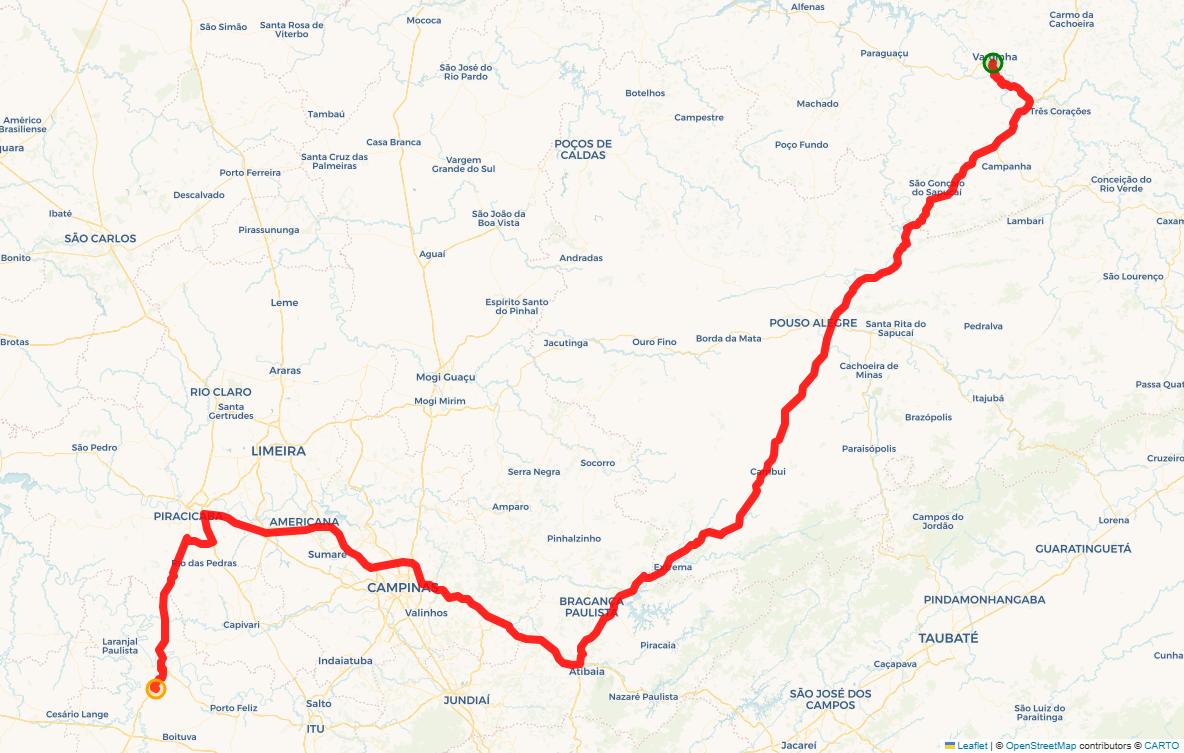 Alfenas
Carmo da
Cachoeira
Mococa
Santa Rosa de
Viterbo
São Simão
Paraguaçu
Varginha
São José do
Rio Pardo
Botelhos
Machado
Três Corações
Tambaú
Campestre
Américo
Brasiliense
Casa Branca
POÇOS DE
CALDAS
Poço Fundo
Santa Cruz das
Palmeiras
Vargem
Grande do Sul
Campanha
Porto Ferreira
Conceição do
Rio Verde
São Gonçalo
do Sapucaí
Descalvado
Ibaté
São João da
Boa Vista
Lambari
Pirassununga
SÃO CARLOS
Aguaí
Andradas
Bonito
São Lourenço
Leme
Espírito Santo
do Pinhal
POUSO ALEGRE
Santa Rita do
Sapucaí
Pedralva
Brotas
Jacutinga
Ouro Fino
Borda da Mata
Araras
Cachoeira de
Minas
Mogi Guaçu
RIO CLARO
Mogi Mirim
Itajubá
Santa
Gertrudes
Brazópolis
São Pedro
LIMEIRA
Paraisópolis
Socorro
Serra Negra
Cambuí
Cruzeiro
Amparo
PIRACICABA
AMERICANA
Campos do
Jordão
Lorena
Pinhalzinho
Sumaré
GUARATINGUETÁ
Rio das Pedras
Extrema
CAMPINAS
Valinhos
BRAGANÇA
PAULISTA
PINDAMONHANGABA
Capivari
Laranjal
Paulista
TAUBATÉ
Piracaia
Indaiatuba
Atibaia
Caçapava
Cunha
JUNDIAÍ
Nazaré Paulista
SÃO JOSÉ DOS
CAMPOS
Salto
Porto Feliz
Cesário Lange
São Luiz do
Paraitinga
ITU
Boituva
Jacareí
Leaflet | © OpenStreetMap contributors © CARTO